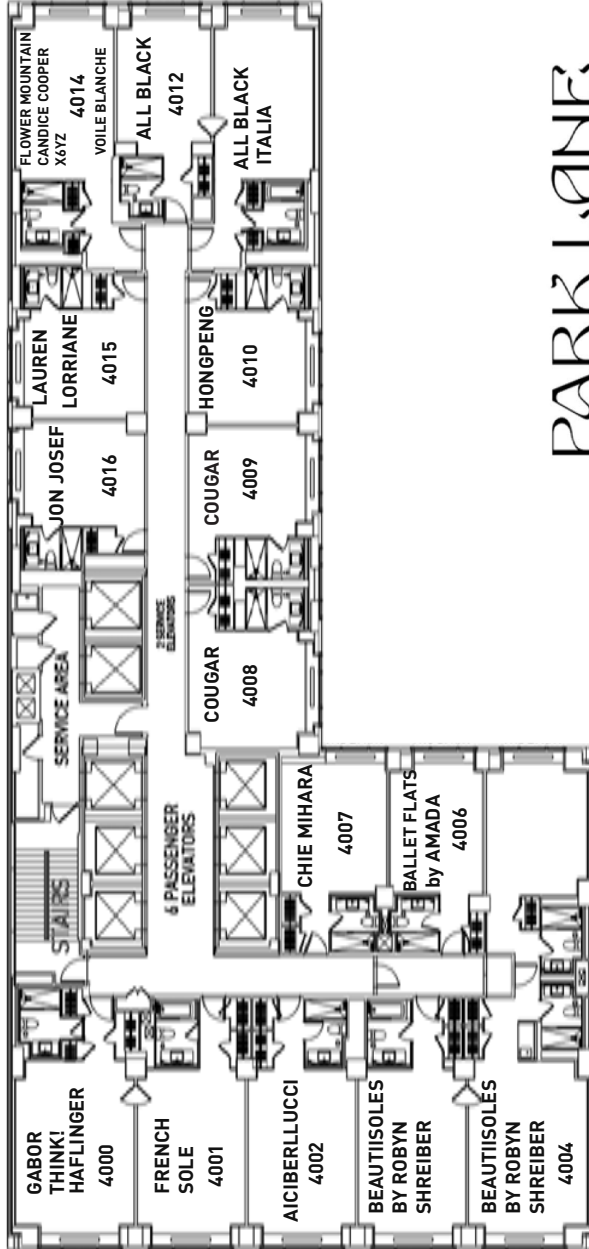 FLOWER MOUNTAIN
CANDICE COOPER
X6YZ
4014
VOILE BLANCHE
ALL BLACK
4012
ALL BLACK
ITALIA
LAUREN
LORRIANE
4015
HONGPENG
4010
JON JOSEF
4016
COUGAR
4009
2 SERVICE
ELEVATORS
SERVICE AREA
COUGAR
4008
6 PASSENGER
ELEVATORS
STAIRS
CHIE MIHARA
4007
BALLET FLATS
by AMADA
4006
GABOR
THINK!
HAFLINGER
4000
FRENCH
SOLE
4001
AICIBERLLUCCI
4002
BEAUTIISOLES
BY ROBYN
SHREIBER
BEAUTIISOLES
BY ROBYN
SHREIBER
4004
PARK LANE